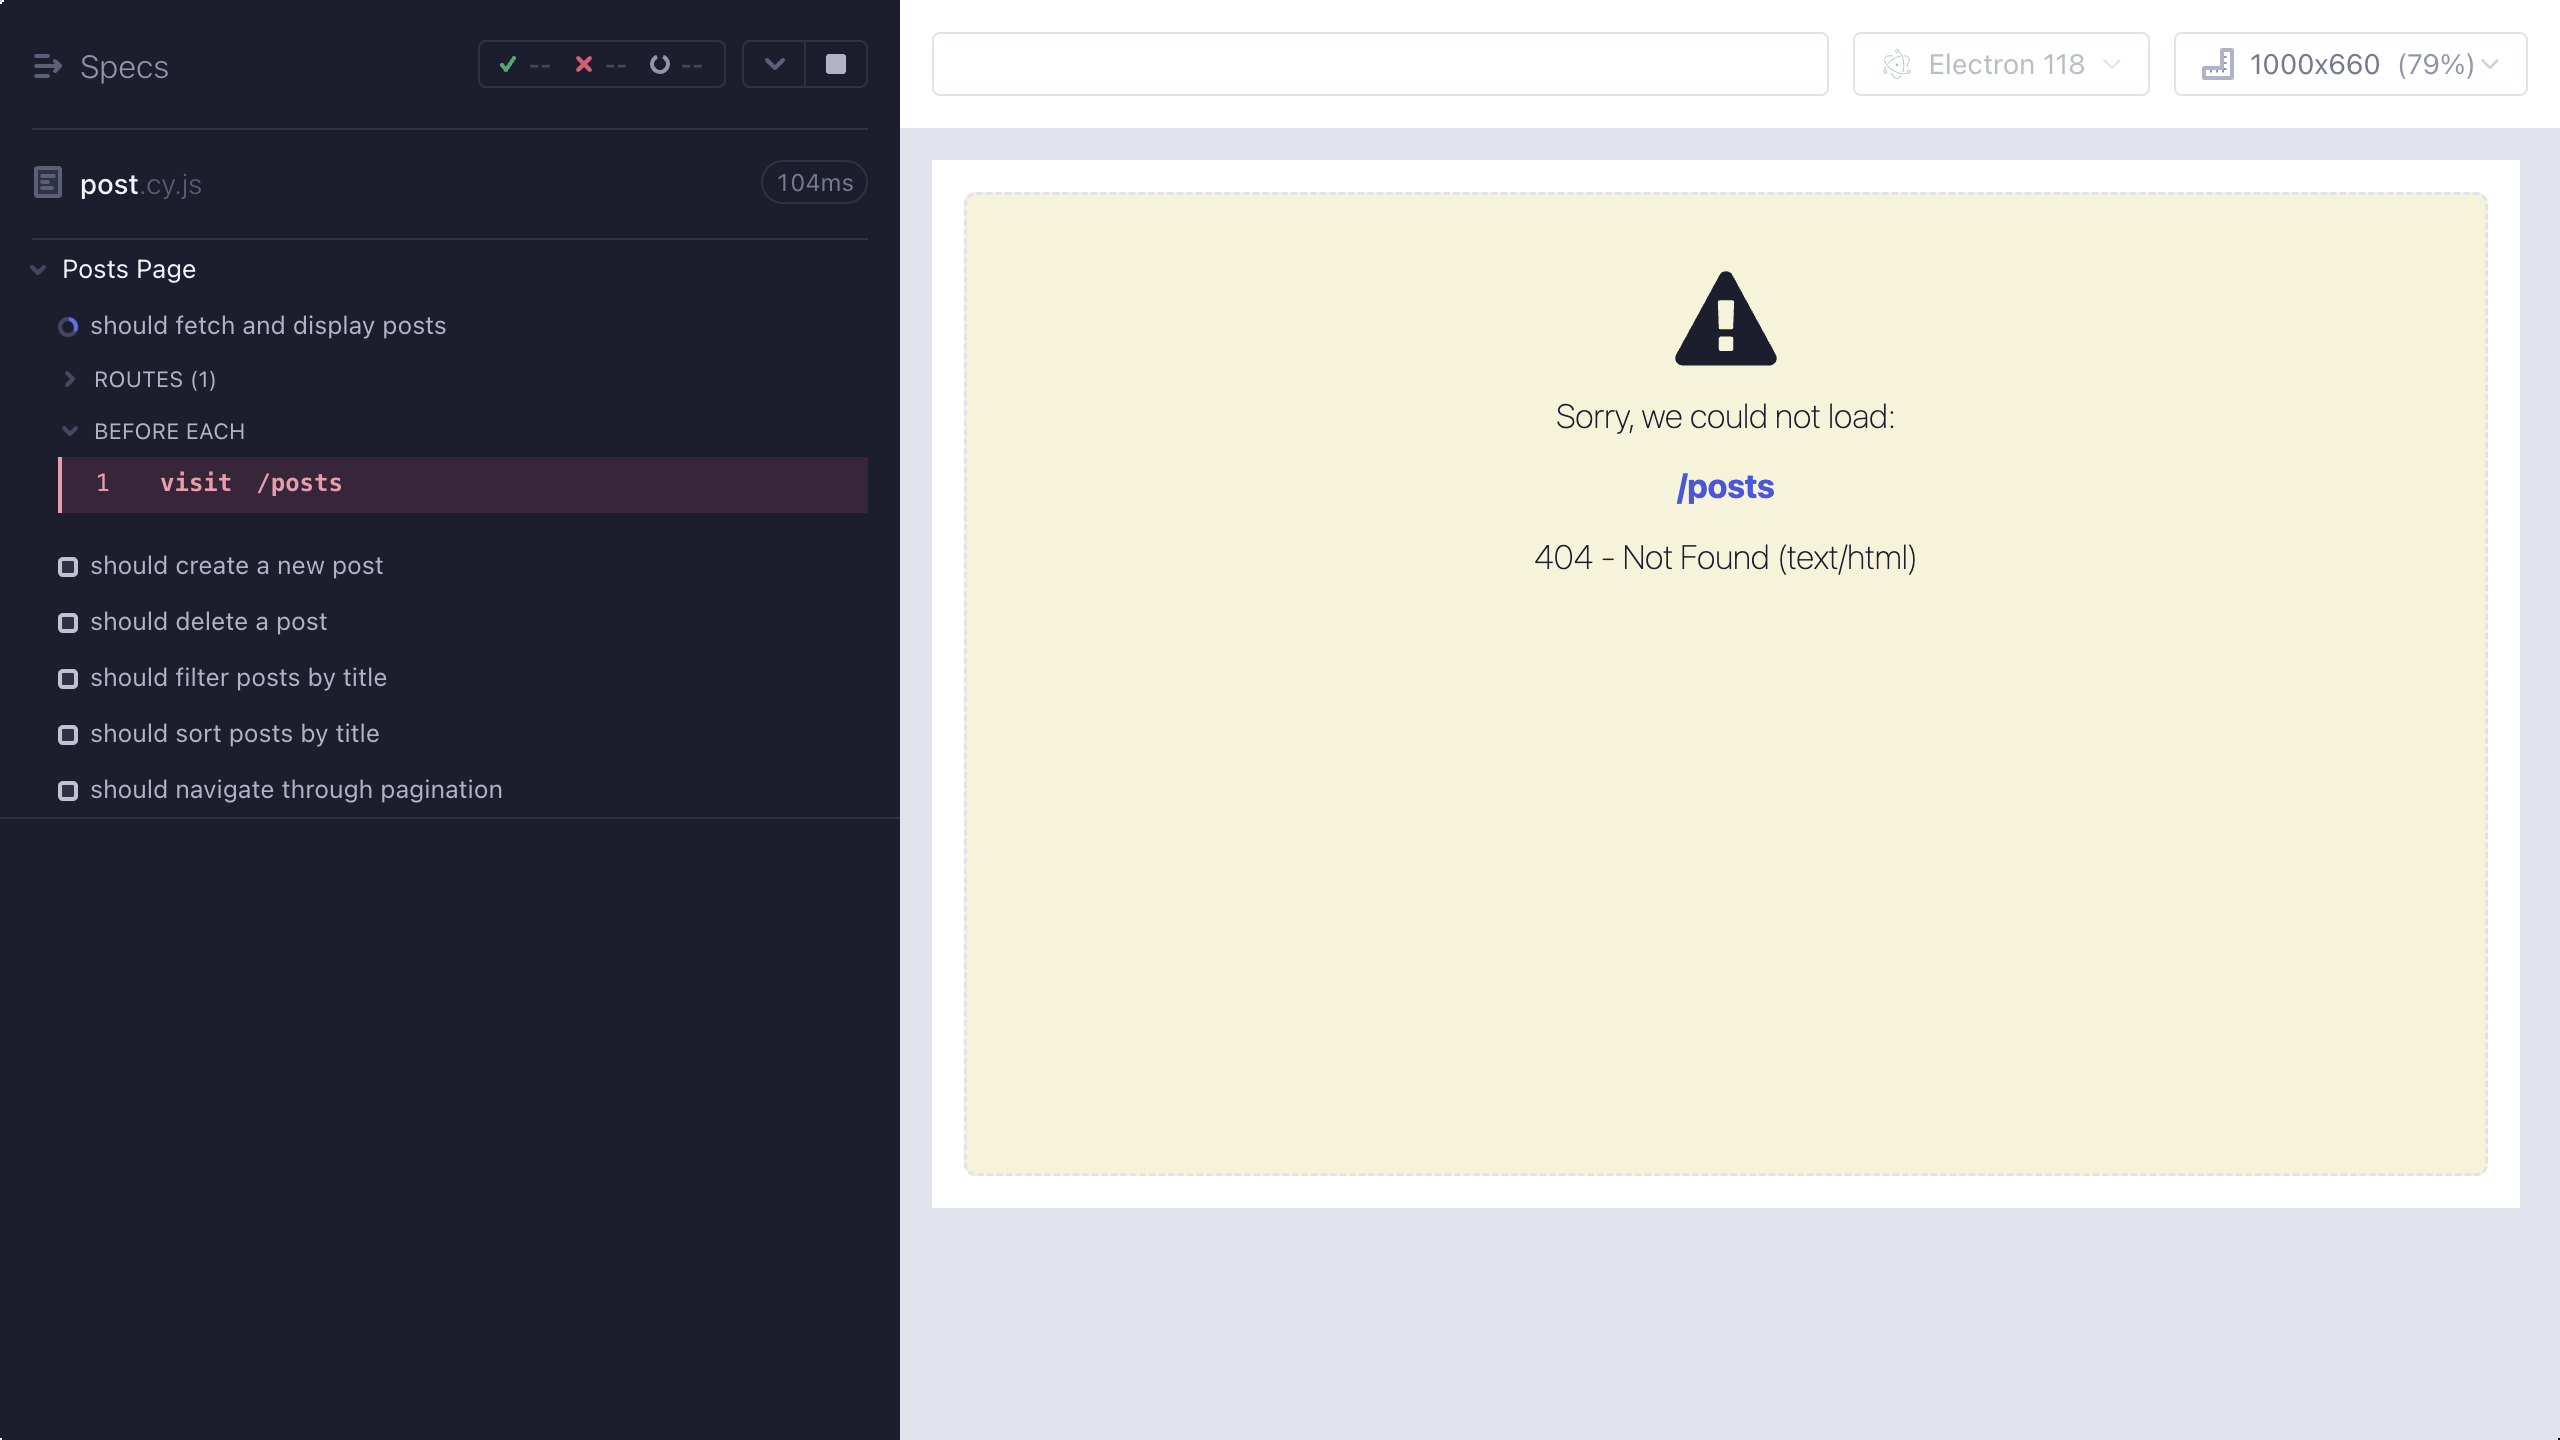 Specs
-- -- --
post.cy.js
104ms
Posts Page
should fetch and display posts
ROUTES (1)
BEFORE EACH
1 visit /posts
should create a new post
should delete a post
should filter posts by title
should sort posts by title
should navigate through pagination
Electron 118
1000x660 (79%)
Sorry, we could not load:
/posts
404 - Not Found (text/html)